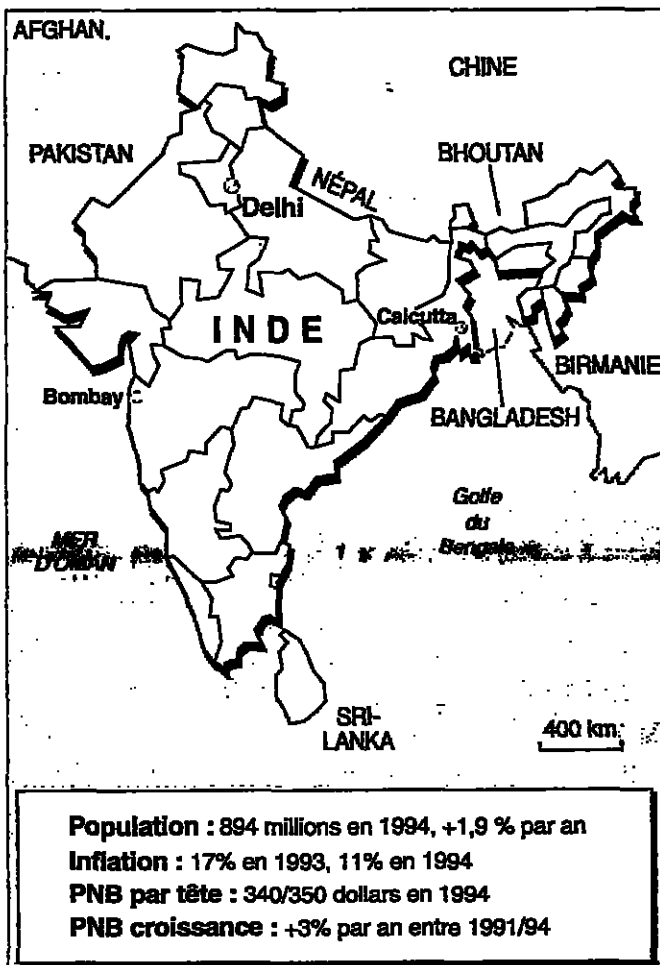 AFGHAN.
CHINE
PAKISTAN
BHOUTAN
NÉPAL
Delhi
INDE
Calcutta
BIRMANIE
Bombay
BANGLADESH
Golfe
du
Bengale
MER
D'OMAN
SRI-
LANKA
400 km
Population : 894 millions en 1994, +1,9 % par an
Inflation : 17% en 1993, 11% en 1994
PNB par tête : 340/350 dollars en 1994
PNB croissance : +3% par an entre 1991/94